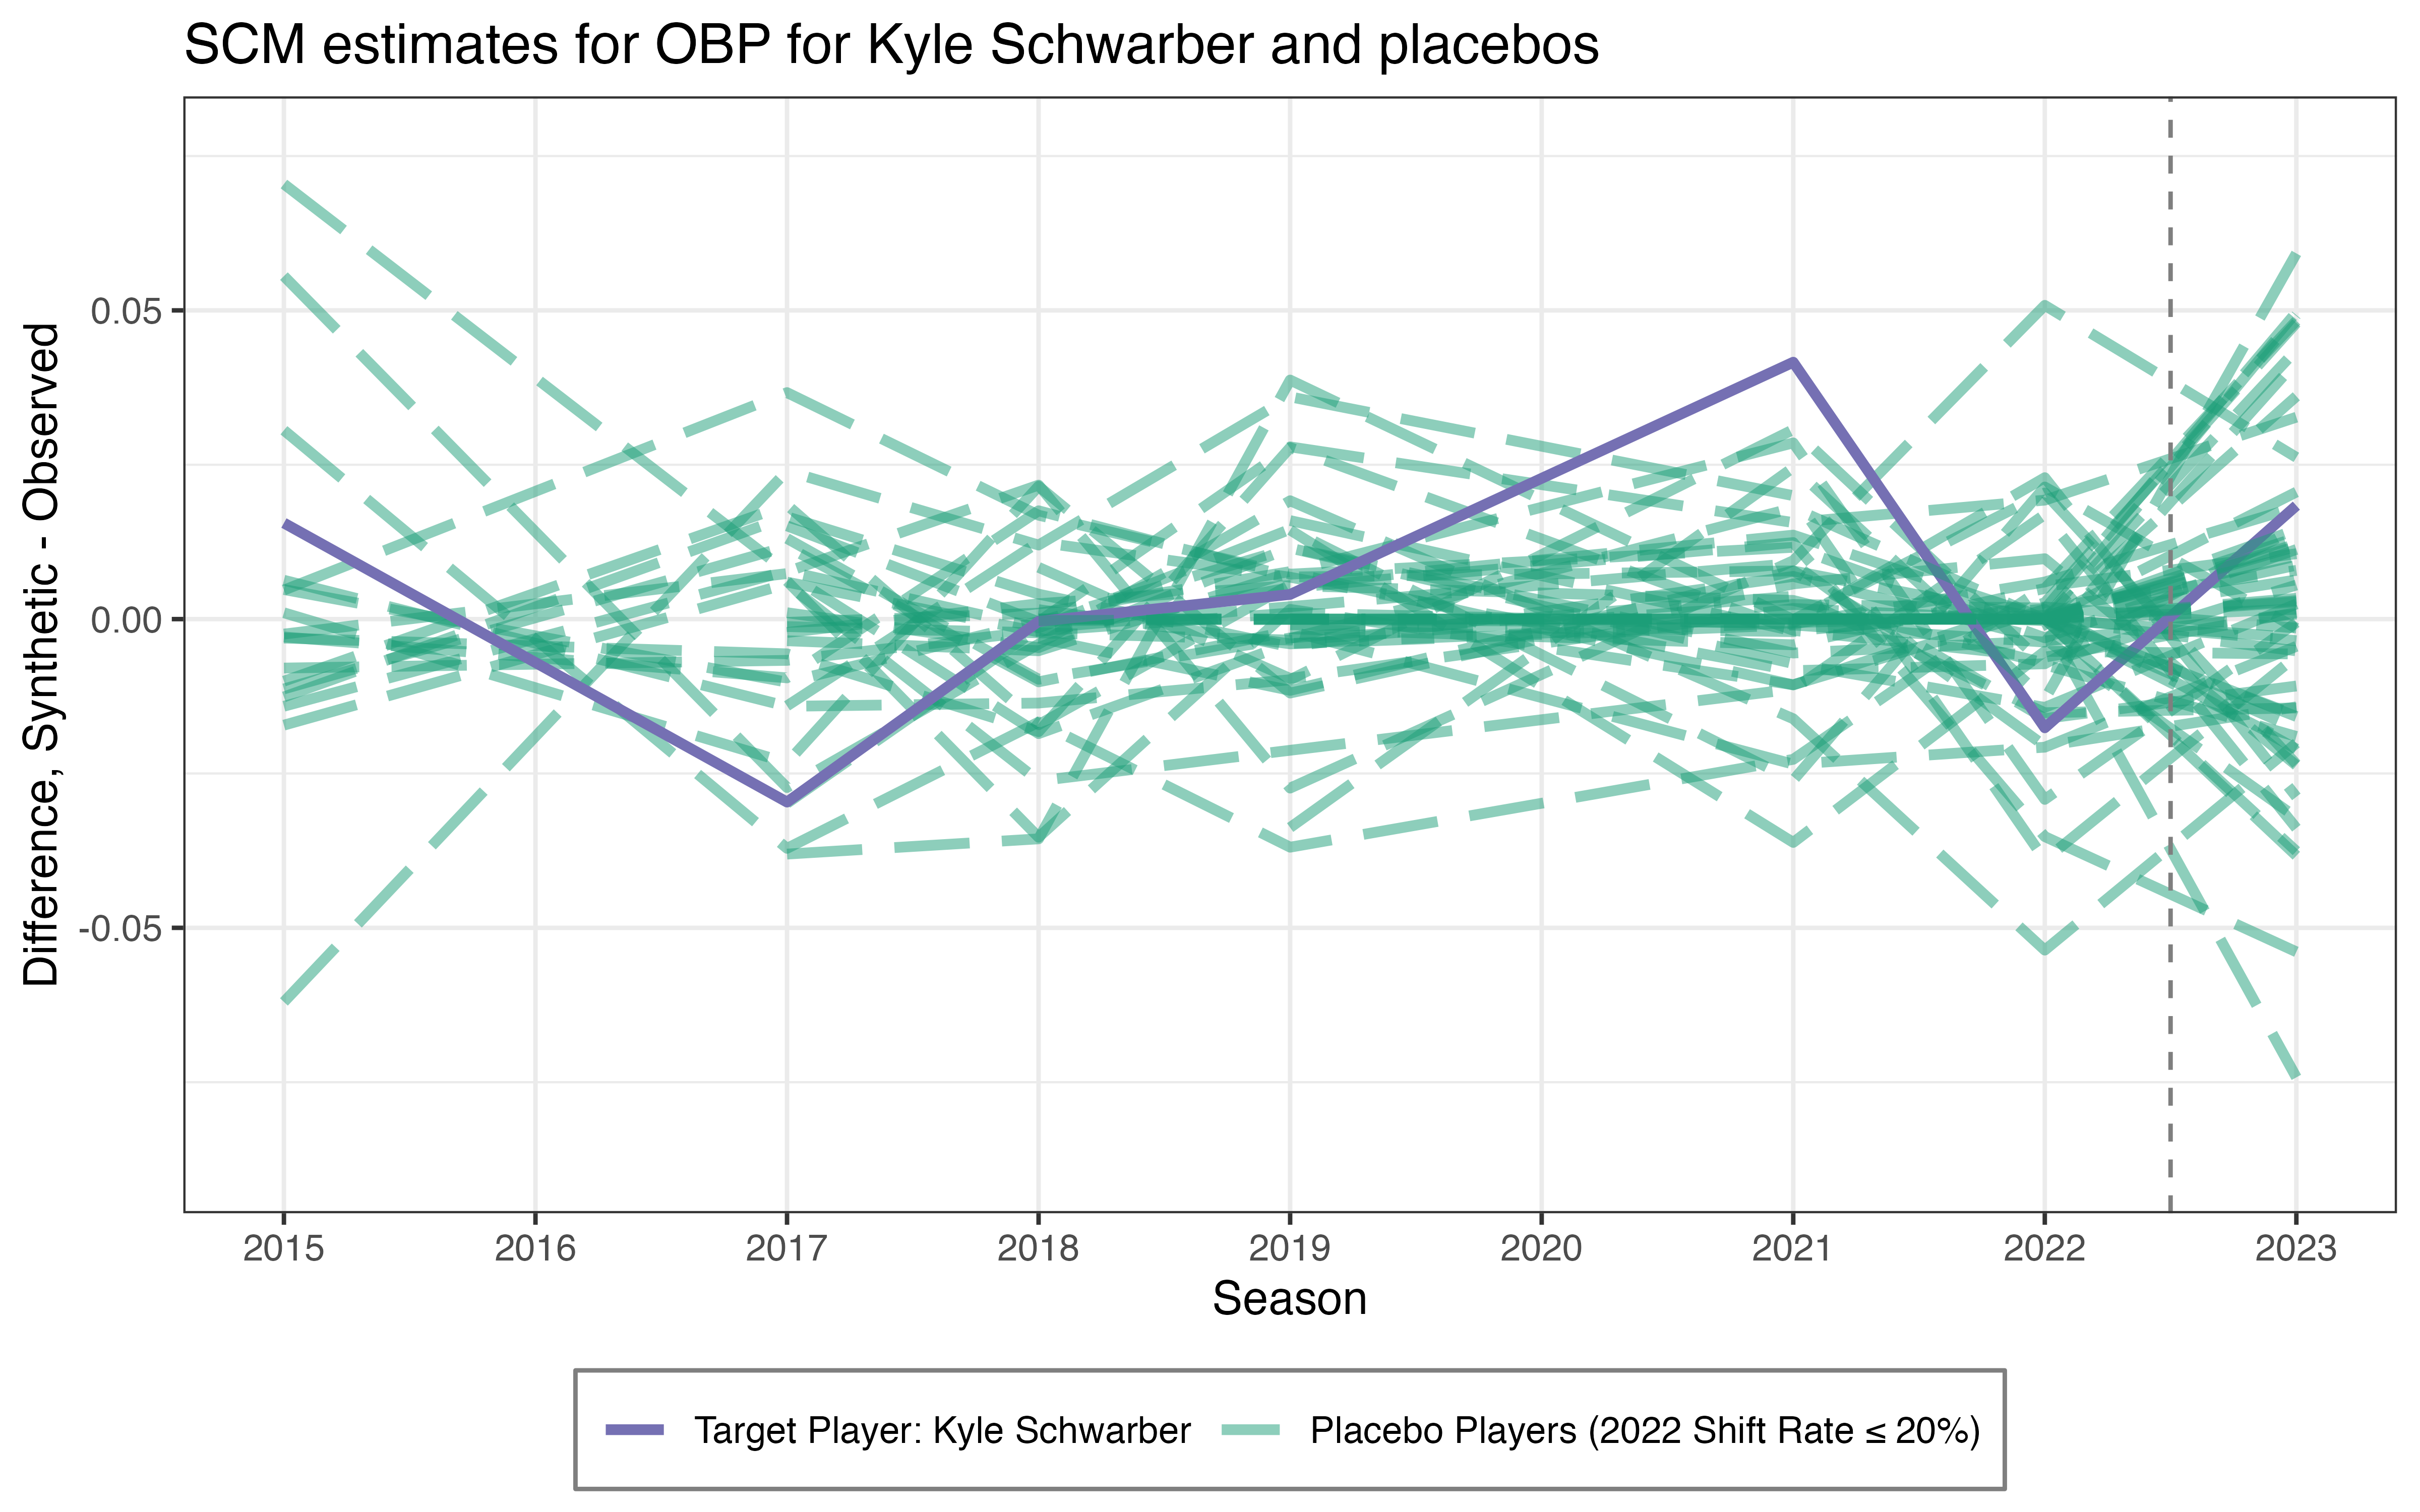 SCM estimates for OBP for Kyle Schwarber and placebos
Difference, Synthetic - Observed
0.05
0.00
-0.05
2015 2016 2017 2018 2019 2020 2021 2022 2023
Season
Target Player: Kyle Schwarber Placebo Players (2022 Shift Rate ≤ 20%)